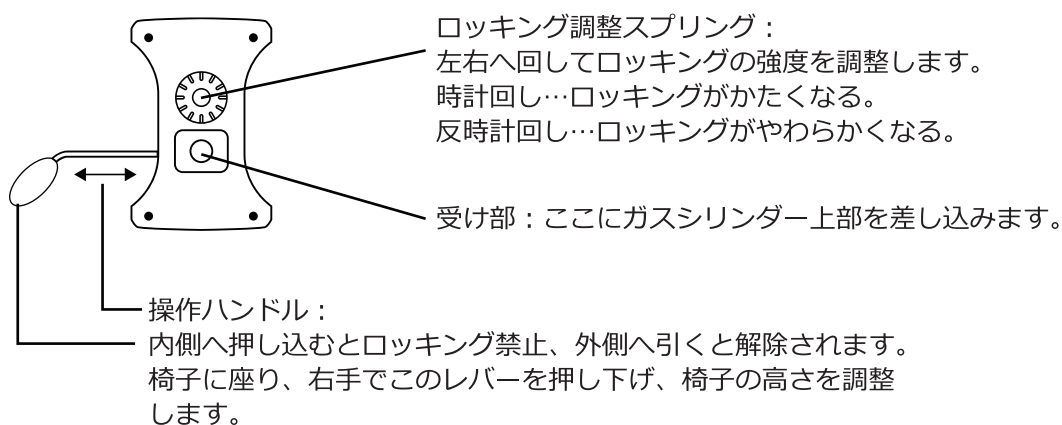 ロッキング調整スプリング：
左右へ回してロッキングの強度を調整します。
時計回し…ロッキングがかたくなる。
反時計回し…ロッキングがやわらかくなる。
受け部：ここにガスシリンダー上部を差し込みます。
操作ハンドル：
内側へ押し込むとロッキング禁止、外側へ引くと解除されます。
椅子に座り、右手でこのレバーを押し下げ、椅子の高さを調整
します。